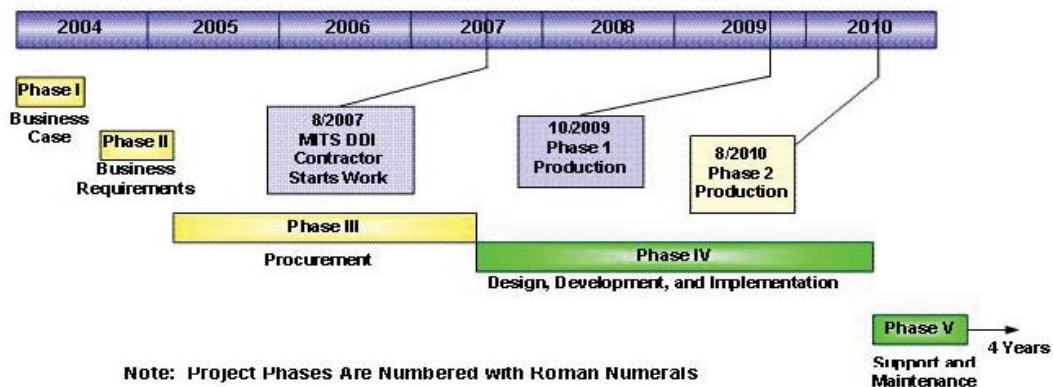 2004 2005 2006 2007 2008 2009 2010
Phase I
Business
Case
Phase II
Business
Requirements
8/2007
MITS DDI
Contractor
Starts Work
10/2009
Phase 1
Production
8/2010
Phase 2
Production
Phase III
Procurement
Phase IV
Design, Development, and Implementation
Phase V
4 Years
Support and
Maintenance
Note: Project Phases Are Numbered with Roman Numerals